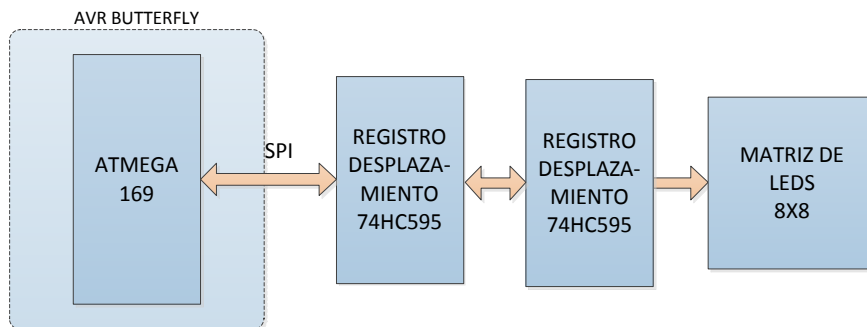 AVR BUTTERFLY
ATMEGA
169
SPI
REGISTRO
DESPLAZA-
MIENTO
74HC595
REGISTRO
DESPLAZA-
MIENTO
74HC595
MATRIZ DE
LEDS
8X8